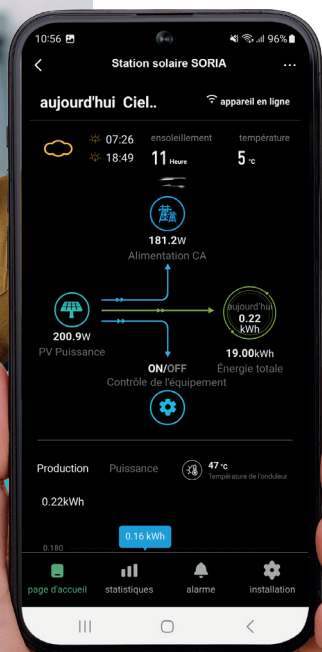 10:56 96%
Station solaire SORIA
aujourd'hui Ciel.. appareil en ligne
07:26 ensoleillement température
18:49 11 Heure 5 °C
181.2W
Alimentation CA
aujourd'hui
0.22
kWh
200.9W
PV Puissance
19.00kWh
Énergie totale
ON/OFF
Contrôle de l'équipement
Production Puissance 47 °C
Température de l'onduleur
0.22kWh
0.16 kWh
0.180
page d'accueil statistiques alarme installation